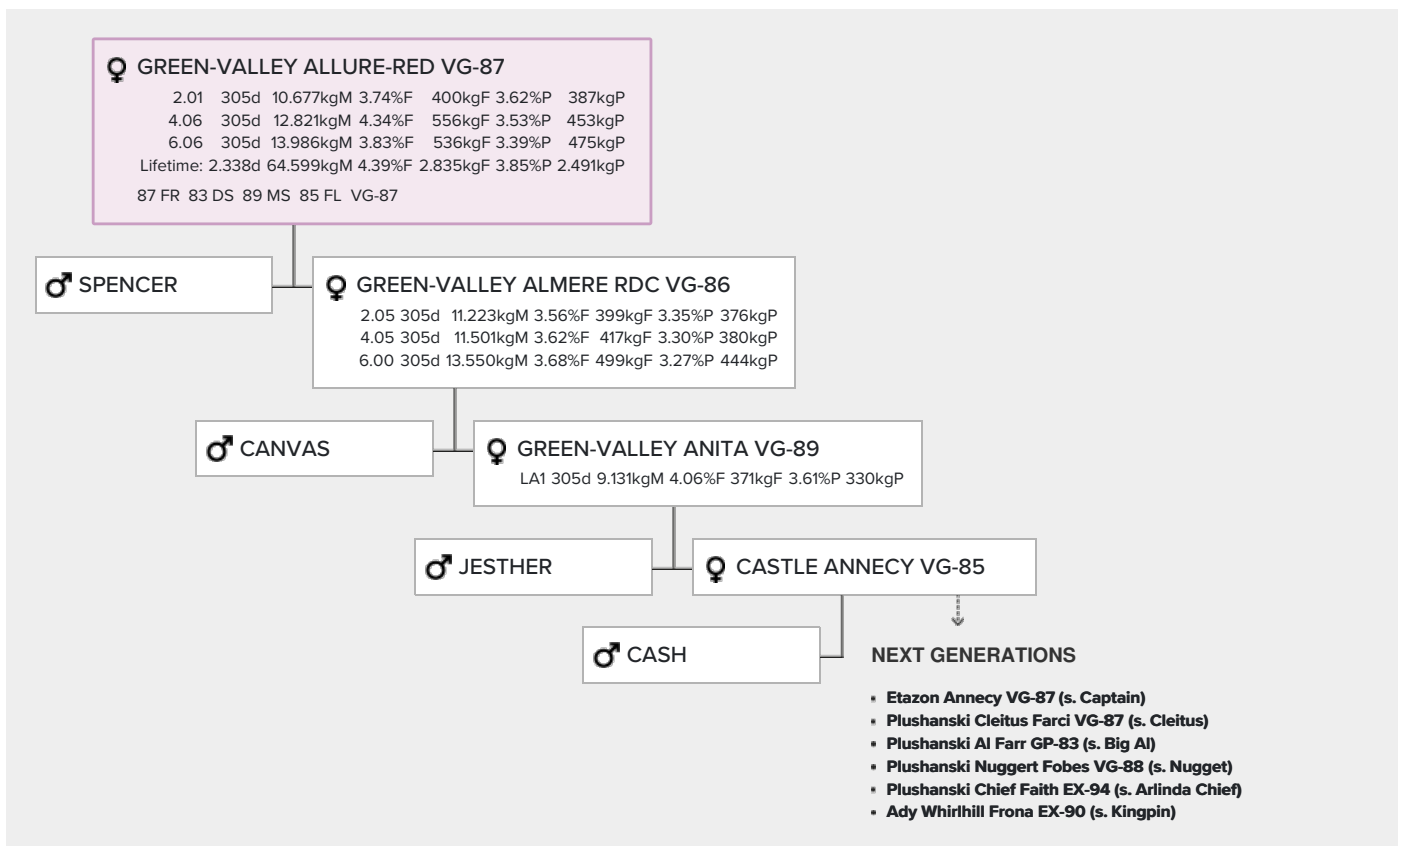 GREEN-VALLEY ALLURE-RED VG-87
2.01 305d 10.677kgM 3.74%F 400kgF 3.62%P 387kgP
4.06 305d 12.821kgM 4.34%F 556kgF 3.53%P 453kgP
6.06 305d 13.986kgM 3.83%F 536kgF 3.39%P 475kgP
Lifetime: 2.338d 64.599kgM 4.39%F 2.835kgF 3.85%P 2.491kgP
87 FR 83 DS 89 MS 85 FL VG-87
SPENCER
GREEN-VALLEY ALMERE RDC VG-86
2.05 305d 11.223kgM 3.56%F 399kgF 3.35%P 376kgP
4.05 305d 11.501kgM 3.62%F 417kgF 3.30%P 380kgP
6.00 305d 13.550kgM 3.68%F 499kgF 3.27%P 444kgP
CANVAS
GREEN-VALLEY ANITA VG-89
LA1 305d 9.131kgM 4.06%F 371kgF 3.61%P 330kgP
JESTHER
CASTLE ANNECY VG-85
CASH
NEXT GENERATIONS
▪ Etazon Annecy VG-87 (s. Captain)
▪ Plushanski Cleitus Farci VG-87 (s. Cleitus)
▪ Plushanski Al Farr GP-83 (s. Big Al)
▪ Plushanski Nuggert Fobes VG-88 (s. Nugget)
▪ Plushanski Chief Faith EX-94 (s. Arlinda Chief)
▪ Ady Whirlhill Frona EX-90 (s. Kingpin)